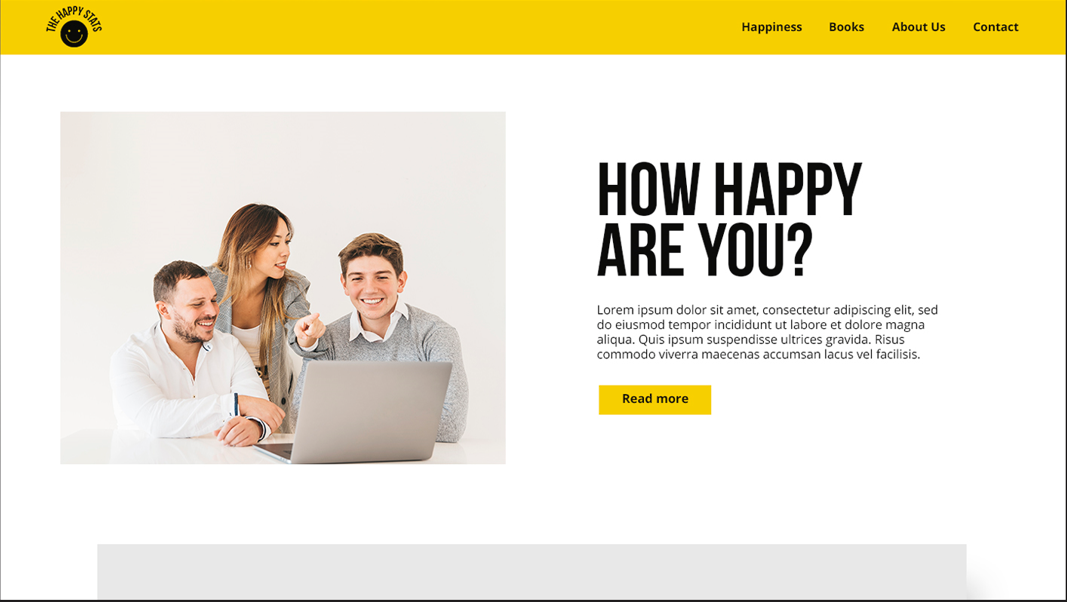 THE HAPPY STATS
Happiness Books About Us Contact
HOW HAPPY
ARE YOU?
Lorem ipsum dolor sit amet, consectetur adipiscing elit, sed
do eiusmod tempor incididunt ut labore et dolore magna
aliqua. Quis ipsum suspendisse ultrices gravida. Risus
commodo viverra maecenas accumsan lacus vel facilisis.
Read more